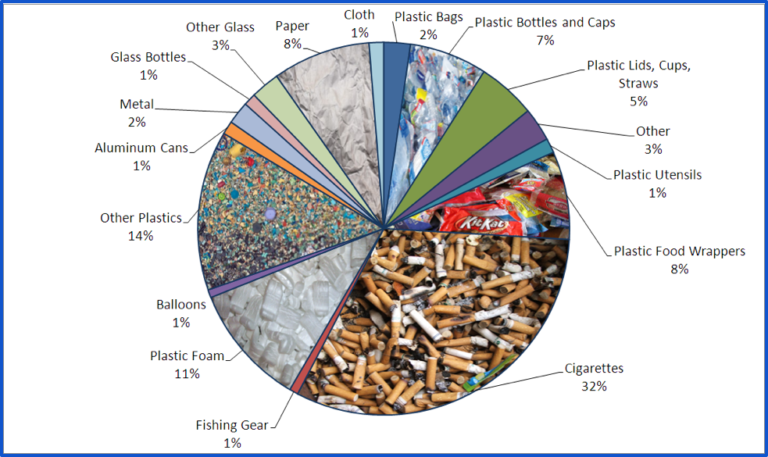 Cloth
1%
Plastic Bags
2%
Plastic Bottles and Caps
7%
Plastic Lids, Cups,
Straws
5%
Other
3%
Plastic Utensils
1%
Plastic Food Wrappers
8%
Cigarettes
32%
Fishing Gear
1%
Plastic Foam
11%
Balloons
1%
Other Plastics
14%
Aluminum Cans
1%
Metal
2%
Glass Bottles
1%
Other Glass
3%
Paper
8%
KitKat